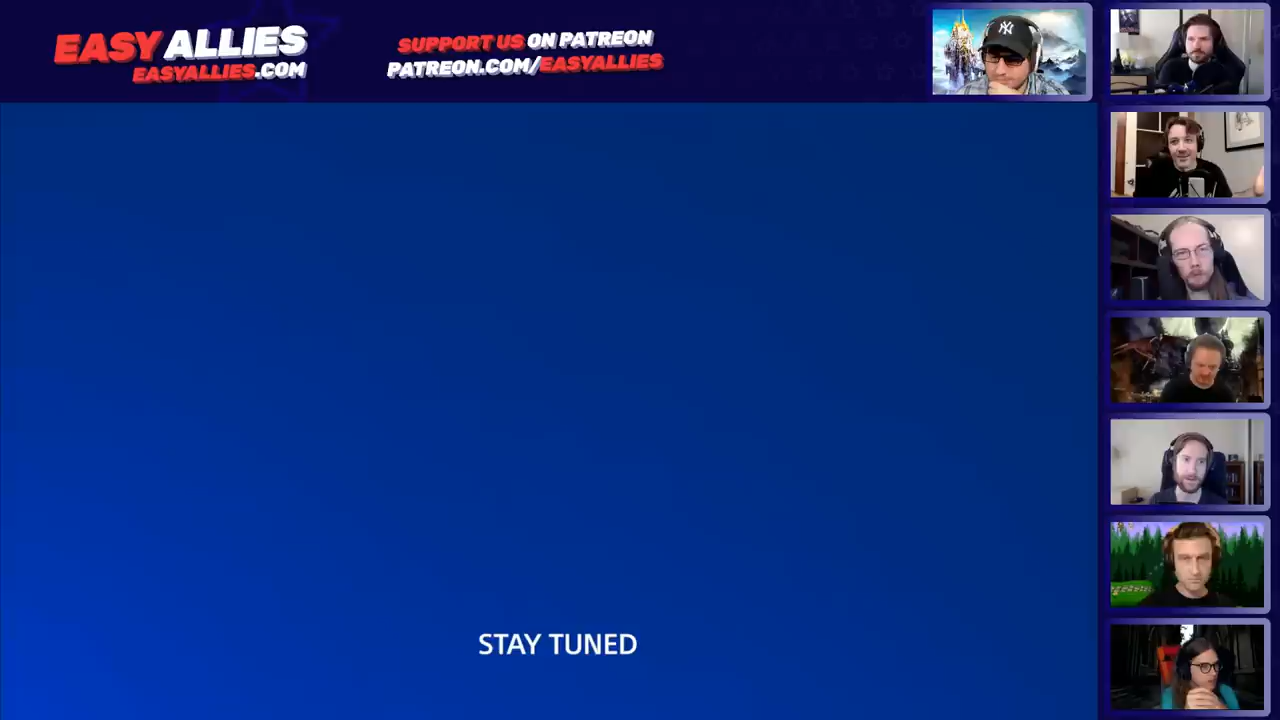 EASY ALLIES
EASYALLIES.COM
SUPPORT US ON PATREON
PATREON.COM/EASYALLIES
STAY TUNED